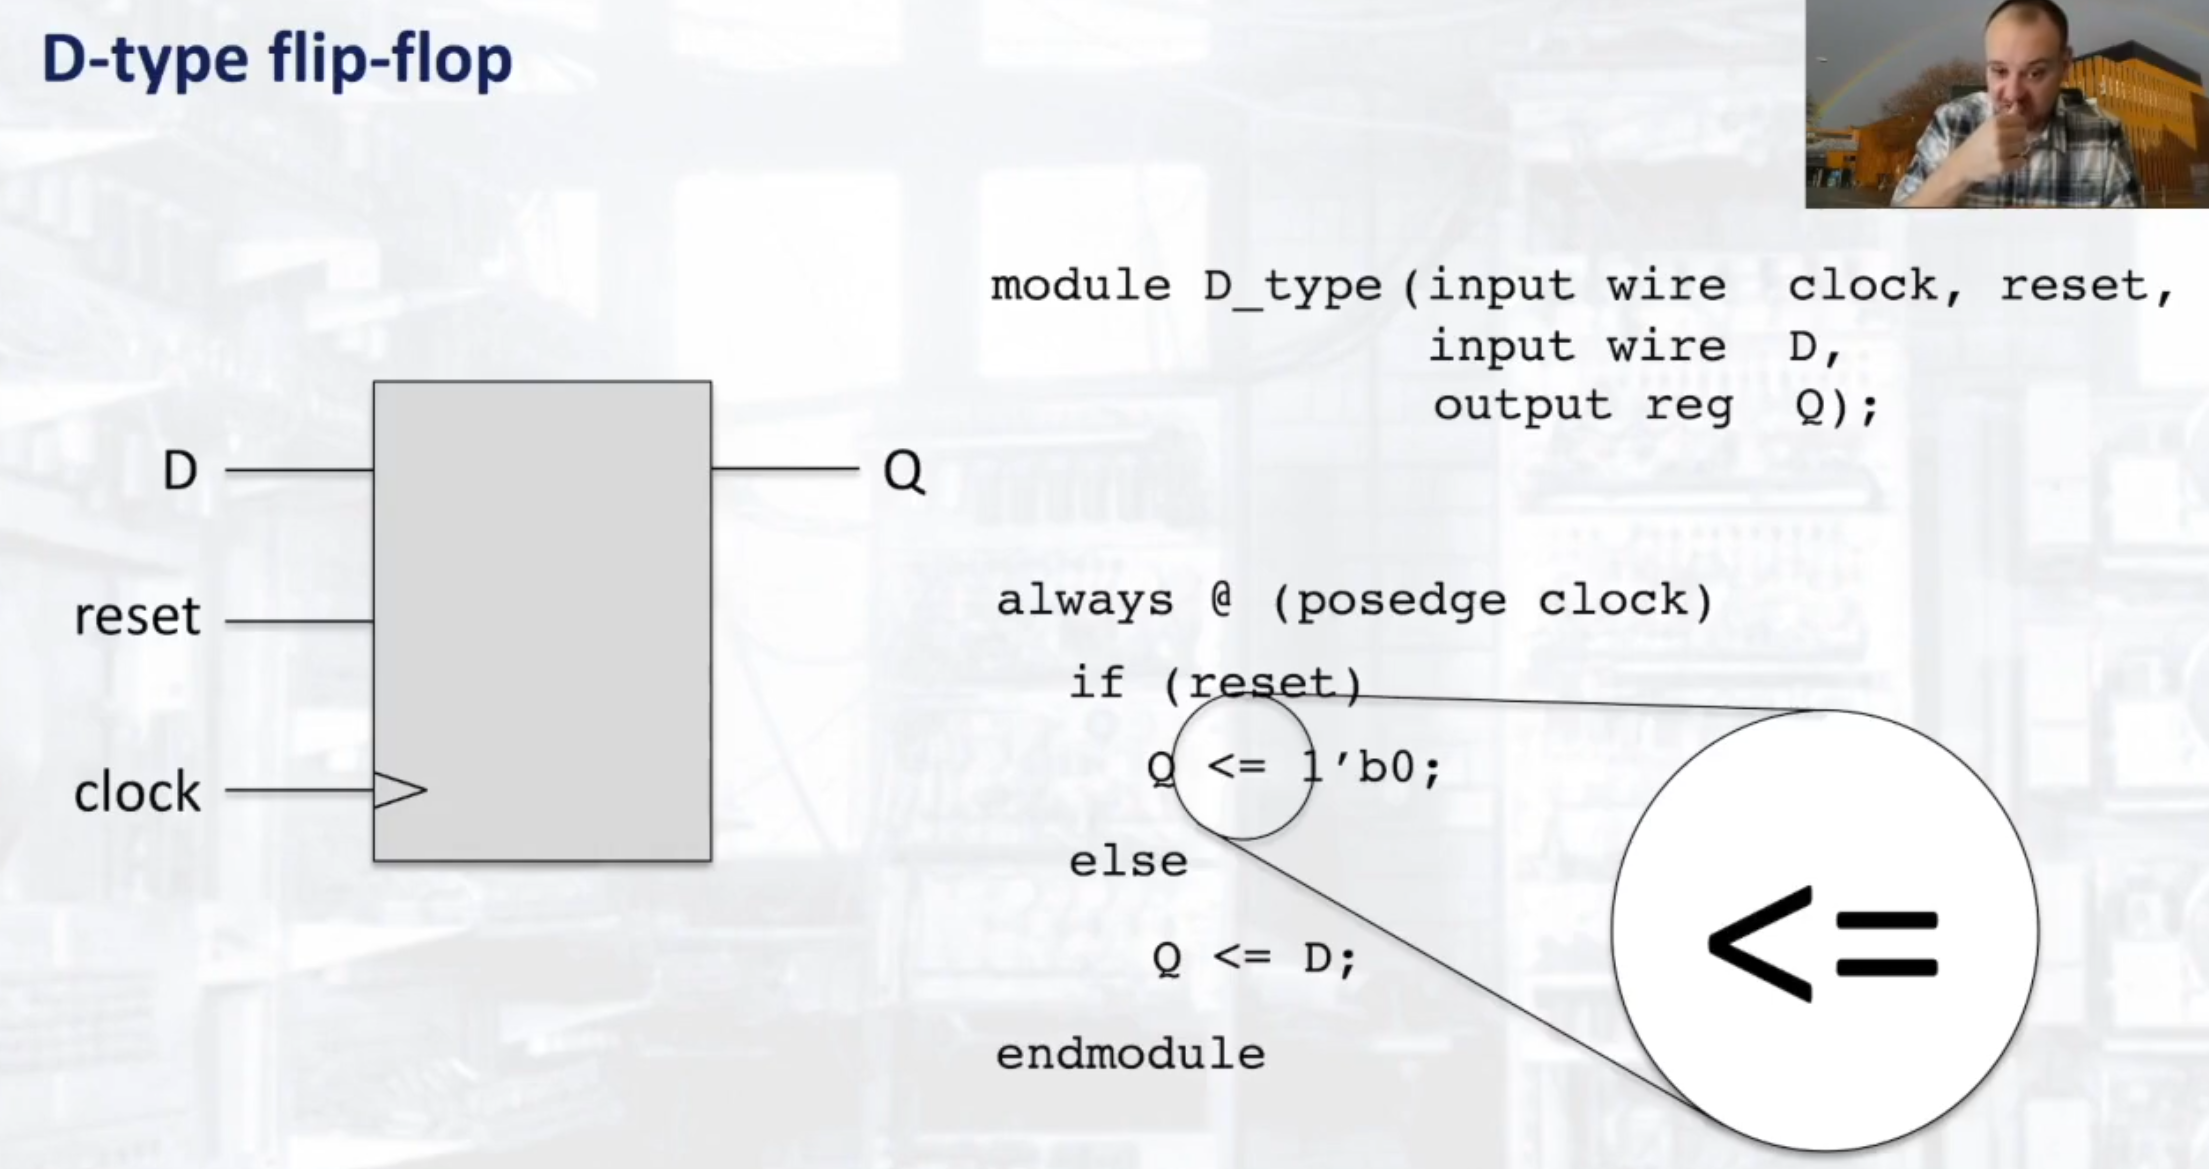 D-type flip-flop
module D_type (input wire clock, reset,
input wire D,
output reg Q);
D
Q
reset
clock
always @ (posedge clock)
if (reset)
Q <= 1’b0;
else
Q <= D;
endmodule
<=